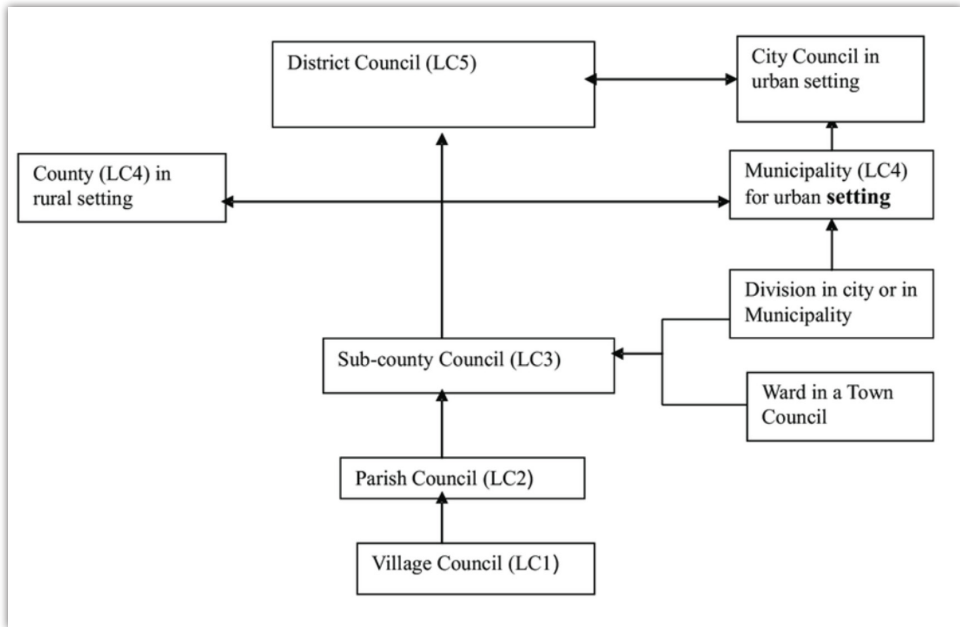 District Council (LC5)
City Council in
urban setting
County (LC4) in
rural setting
Municipality (LC4)
for urban setting
Division in city or in
Municipality
Sub-county Council (LC3)
Ward in a Town
Council
Parish Council (LC2)
Village Council (LC1)